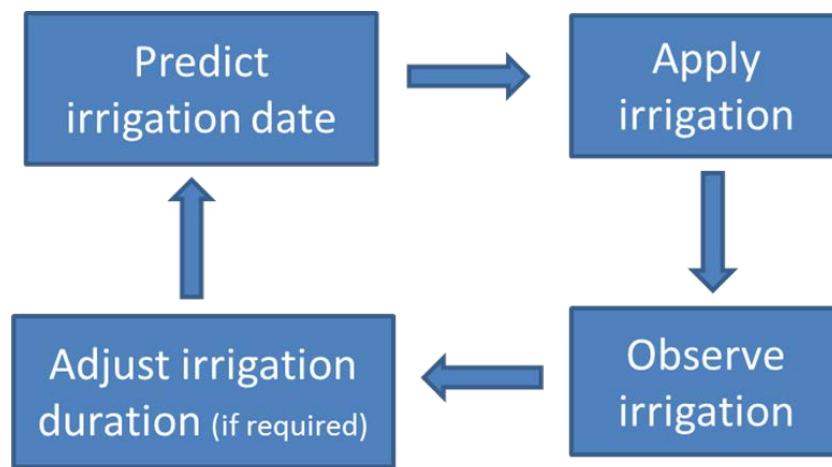 Predict
irrigation date
Apply
irrigation
Observe
irrigation
Adjust irrigation
duration (if required)